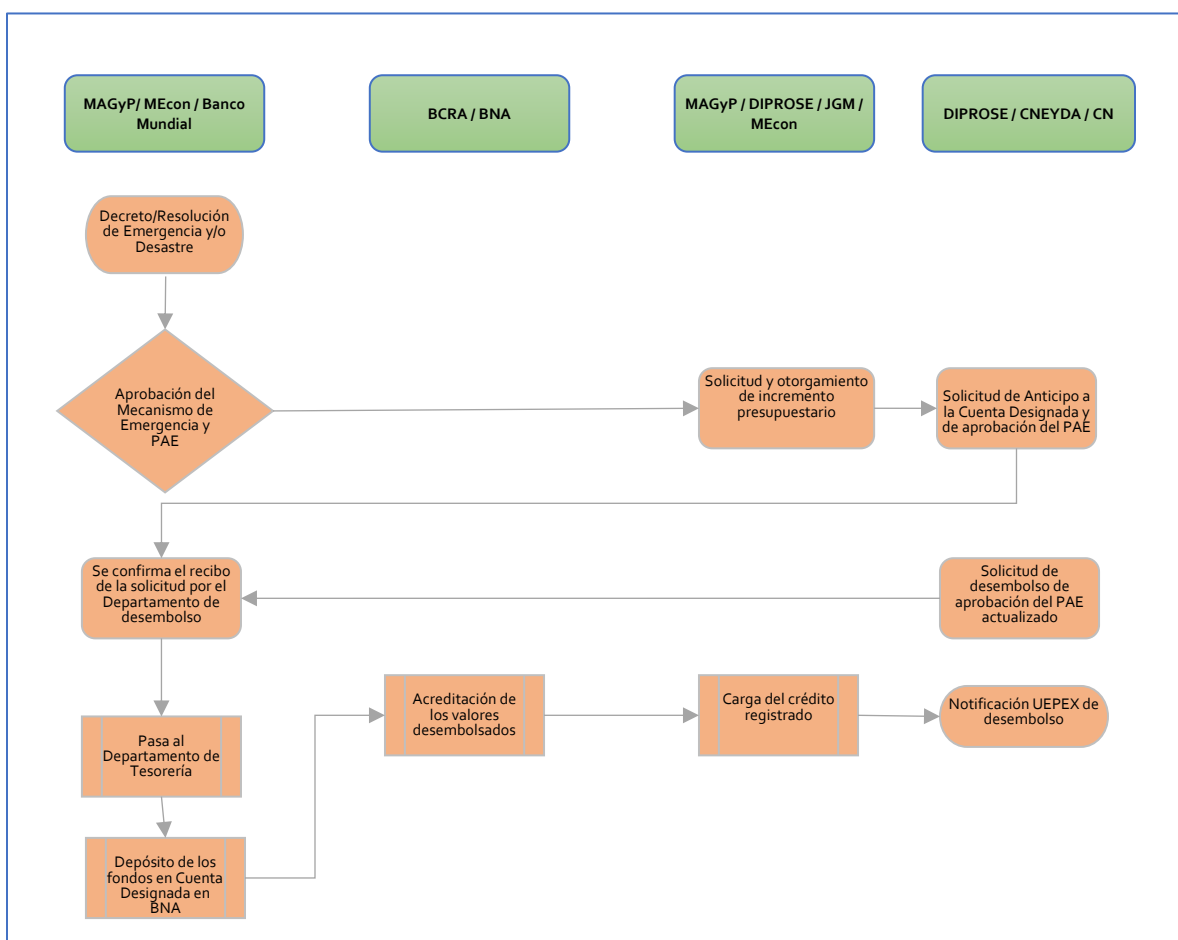 MAGyP/ MEcon / Banco
Mundial
BCRA / BNA
MAGyP / DIPROSE / JGM /
MEcon
DIPROSE / CNEYDA / CN
Decreto/Resolución
de Emergencia y/o
Desastre
Aprobación del
Mecanismo de
Emergencia y
PAE
Solicitud y otorgamiento
de incremento
presupuestario
Solicitud de Anticipo a
la Cuenta Designada y
de aprobación del PAE
Se confirma el recibo
de la solicitud por el
Departamento de
desembolso
Solicitud de
desembolso de
aprobación del PAE
actualizado
Pasa al
Departamento de
Tesorería
Acreditación de
los valores
desembolsados
Carga del crédito
registrado
Notificación UEPEX de
desembolso
Depósito de los
fondos en Cuenta
Designada en
BNA